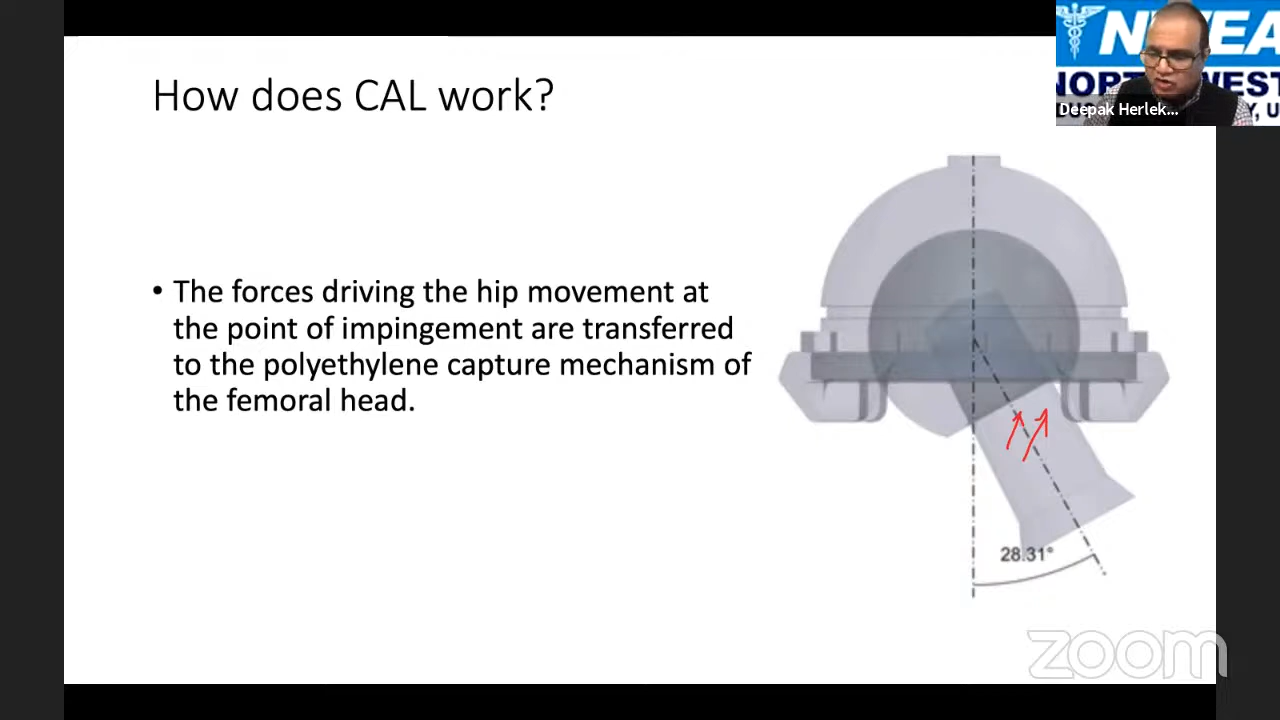 How does CAL work?
Deepak Herlek...
• The forces driving the hip movement at
the point of impingement are transferred
to the polyethylene capture mechanism of
the femoral head.
28.31°
zoom